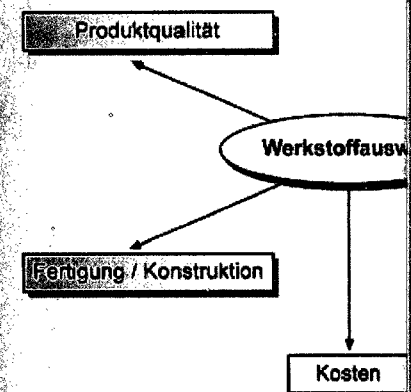 Produktqualität
Werkstoffausw
Fertigung / Konstruktion
Kosten